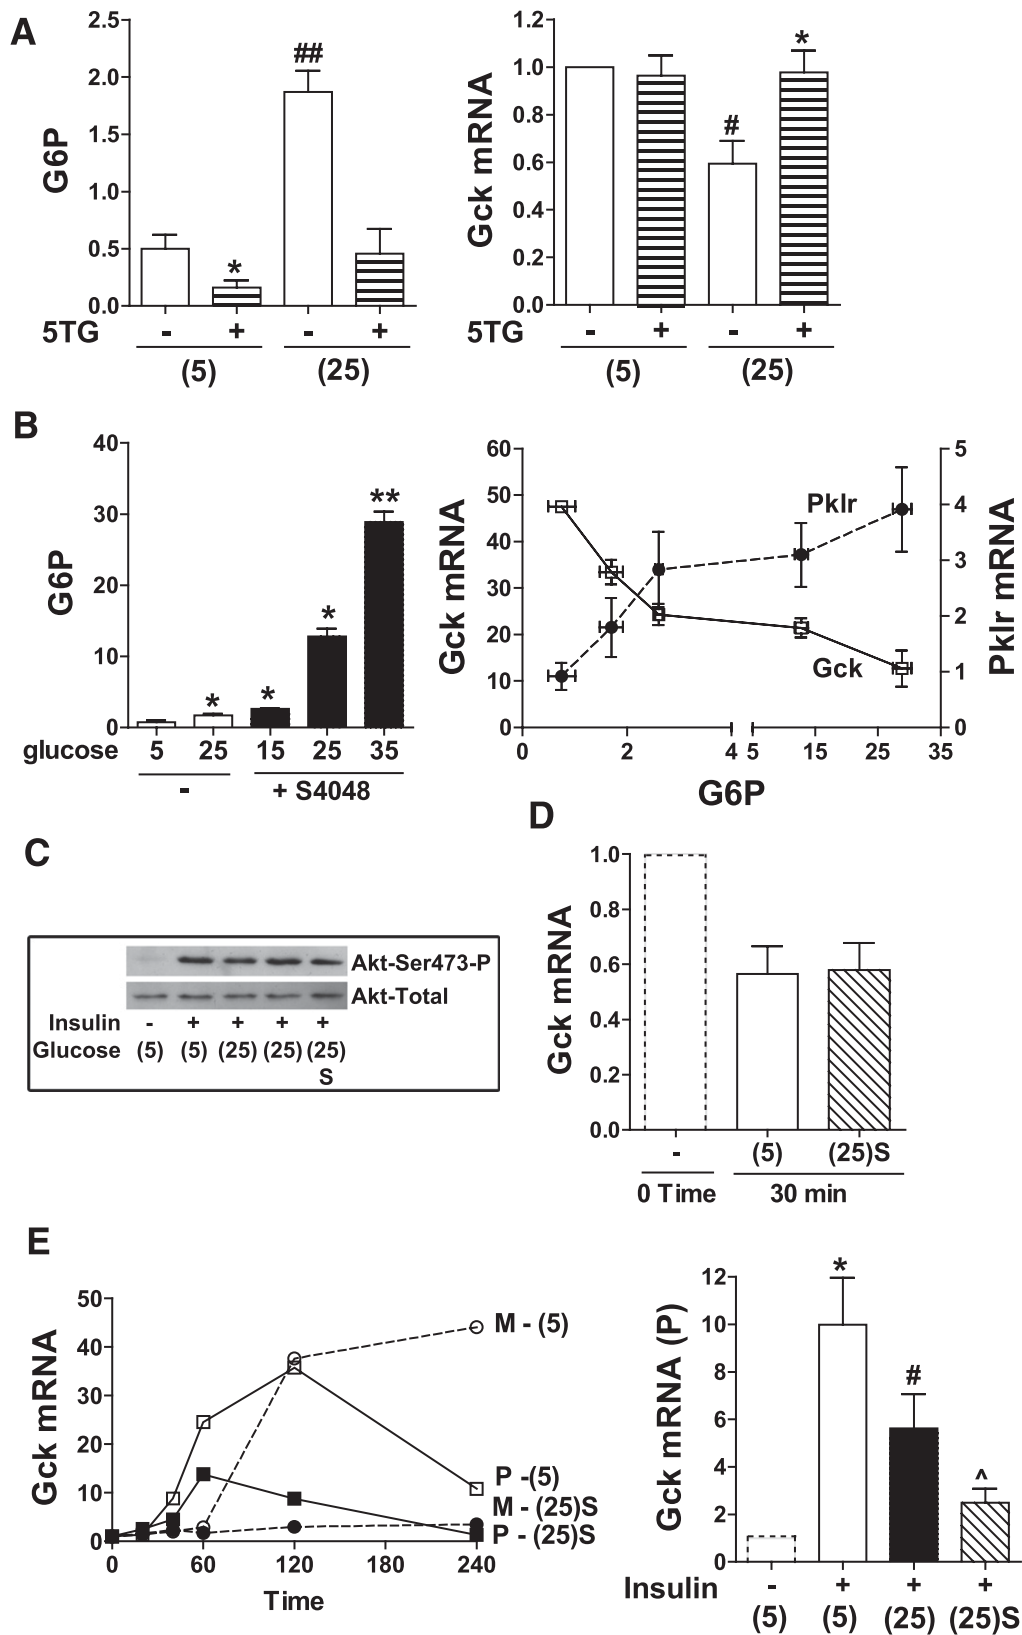 A
2.5
2.0
1.5
1.0
0.5
0.0
G6P
##
*
5TG - + - +
(5) (25)
1.2
1.0
0.8
0.6
0.4
0.2
0.0
Gck mRNA
#
*
5TG - + - +
(5) (25)
B
40
30
20
10
0
G6P
*
*
*
**
glucose 5 25 15 25 35
- + S4048
60
50
40
30
20
10
0
Gck mRNA
5
4
3
2
1
0
Pklr mRNA
Pklr
Gck
0 2 4 5 15 25 35
G6P
C
Akt-Ser473-P
Akt-Total
Insulin - + + + +
Glucose (5) (5) (25) (25) (25)
S
D
1.0
0.8
0.6
0.4
0.2
0.0
Gck mRNA
- (5) (25)S
0 Time 30 min
E
50
40
30
20
10
0
Gck mRNA
M - (5)
P -(5)
M - (25)S
P - (25)S
0 60 120 180 240
Time
12
10
8
6
4
2
0
Gck mRNA (P)
*
#
^
Insulin - + + +
(5) (5) (25) (25)S